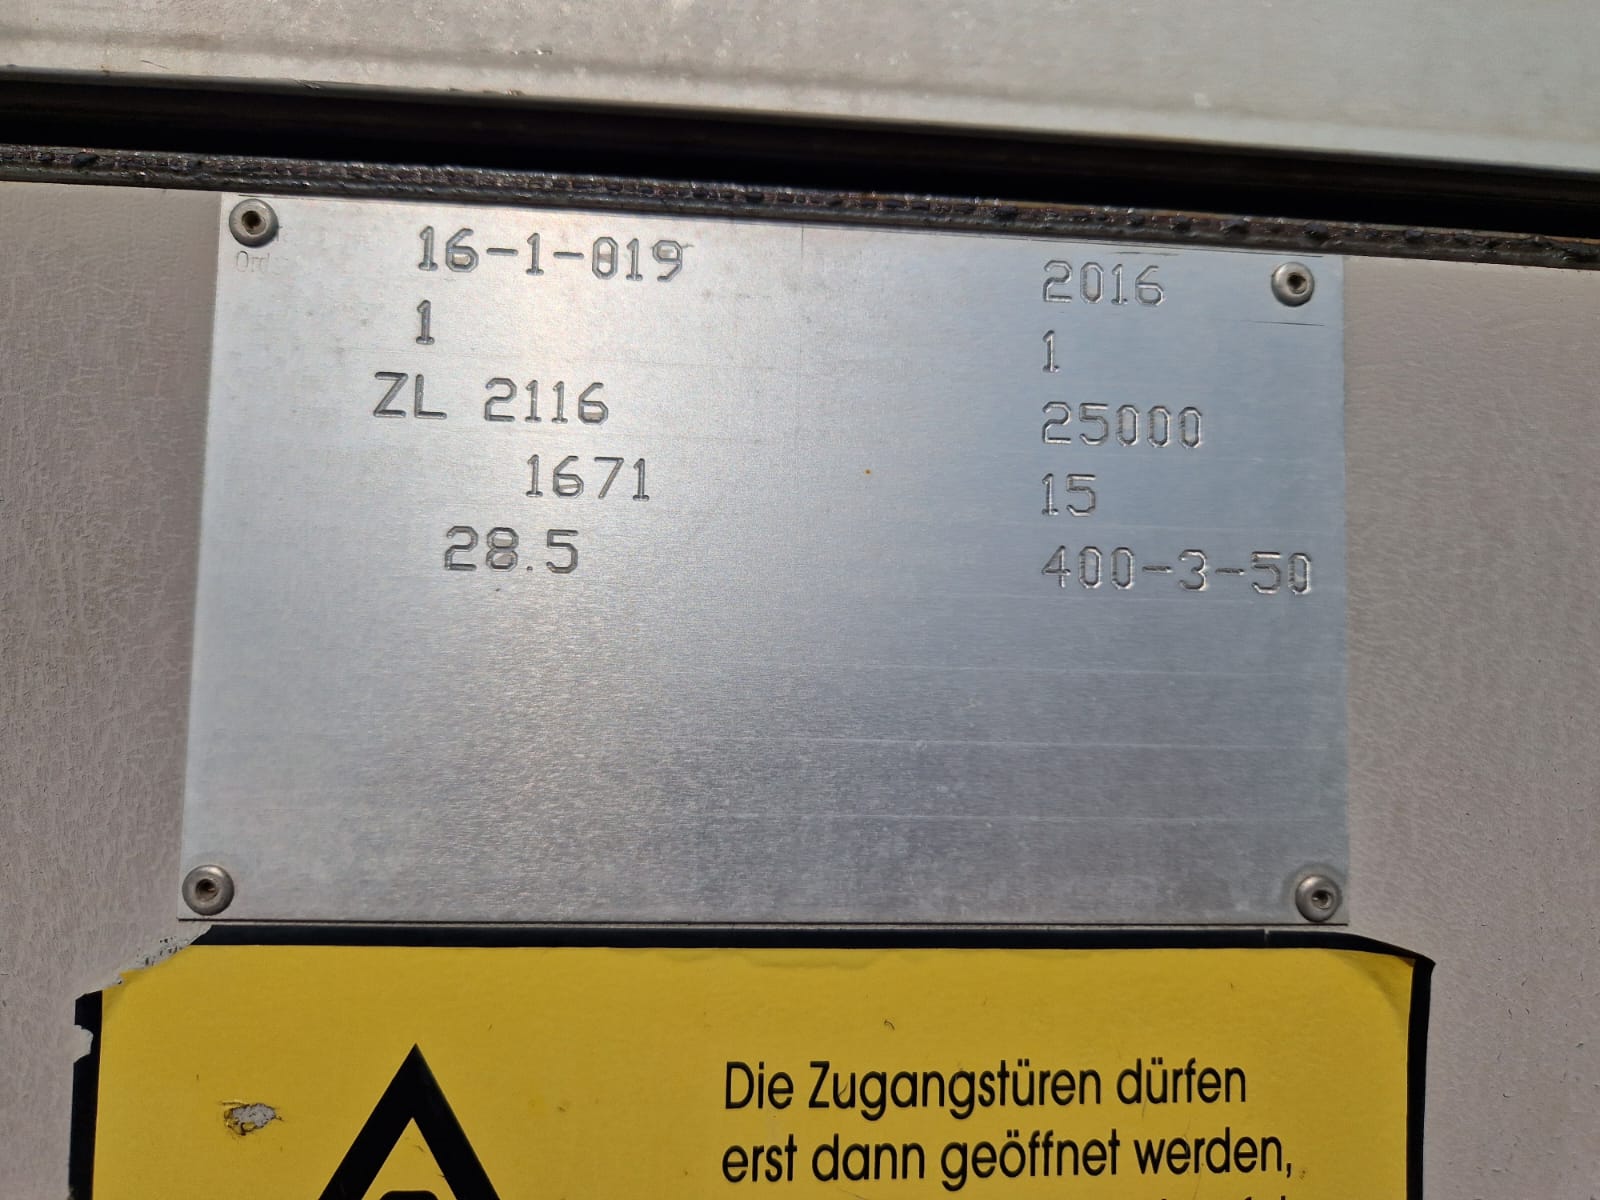 Ord
16-1-019 2016
1 1
ZL 2116 25000
1671 15
28.5 400-3-50
Die Zugangstüren dürfen
erst dann geöffnet werden,